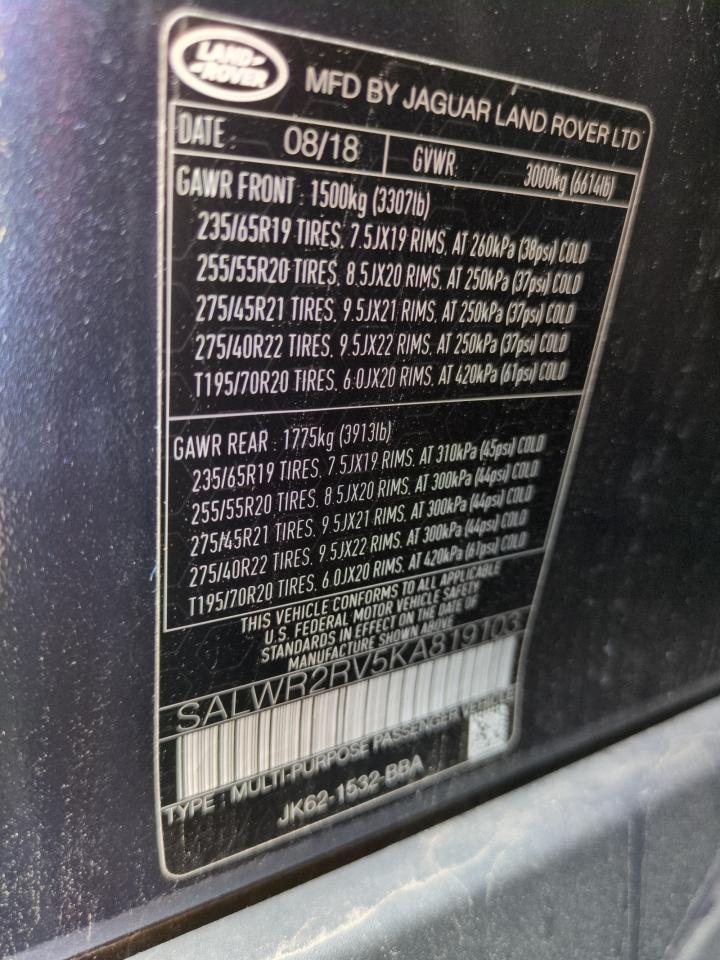 LAND-
-ROVER
MFD BY JAGUAR LAND ROVER LTD
DATE : 08/18 GVWR: 3000kg (6614lb)
GAWR FRONT : 1500kg (3307lb)
235/65R19 TIRES, 7.5JX19 RIMS, AT 260kPa (38psi) COLD
255/55R20 TIRES, 8.5JX20 RIMS, AT 250kPa (37psi) COLD
275/45R21 TIRES, 9.5JX21 RIMS, AT 250kPa (37psi) COLD
275/40R22 TIRES, 9.5JX22 RIMS, AT 250kPa (37psi) COLD
T195/70R20 TIRES, 6.0JX20 RIMS, AT 420kPa (61psi) COLD
GAWR REAR : 1775kg (3913lb)
235/65R19 TIRES, 7.5JX19 RIMS, AT 310kPa (45psi) COLD
255/55R20 TIRES, 8.5JX20 RIMS, AT 300kPa (44psi) COLD
275/45R21 TIRES, 9.5JX21 RIMS, AT 300kPa (44psi) COLD
275/40R22 TIRES, 9.5JX22 RIMS, AT 300kPa (44psi) COLD
T195/70R20 TIRES, 6.0JX20 RIMS, AT 420kPa (61psi) COLD
THIS VEHICLE CONFORMS TO ALL APPLICABLE
U.S. FEDERAL MOTOR VEHICLE SAFETY
STANDARDS IN EFFECT ON THE DATE OF
MANUFACTURE SHOWN ABOVE
SALWR2RV5KA819103
TYPE : MULTI-PURPOSE PASSENGER VEHICLE
JK62-1532-BBA